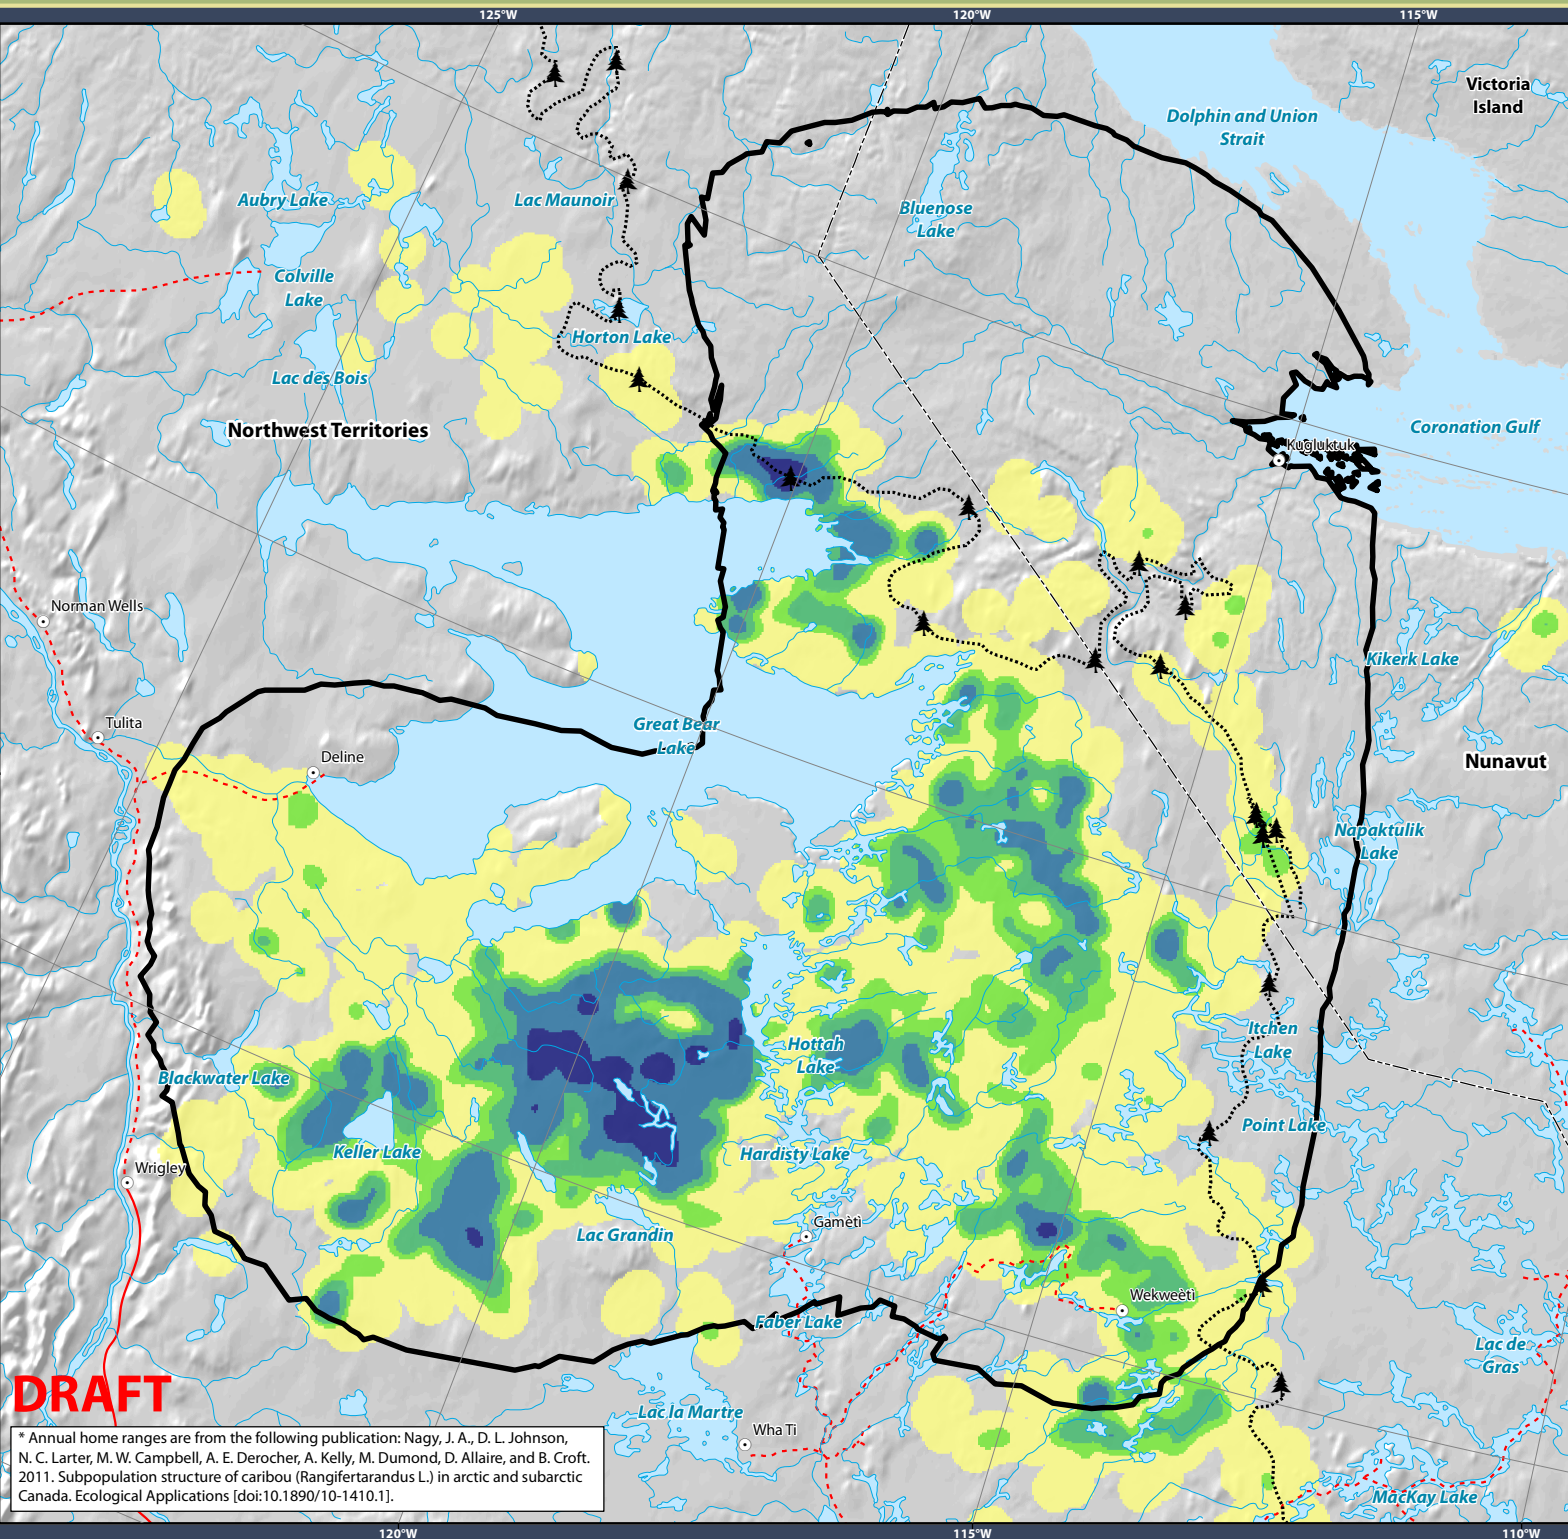 125°W
120°W
115°W
Victoria
Island
Dolphin and Union
Strait
Aubry Lake
Lac Maunoir
Bluenose
Lake
Colville
Lake
Horton Lake
Lac des Bois
Northwest Territories
Coronation Gulf
Kugluktuk
Norman Wells
Kikerk Lake
Tulita
Great Bear
Lake
Deline
Nunavut
Napaktulik
Lake
Itchen
Lake
Hottah
Lake
Blackwater Lake
Point Lake
Keller Lake
Hardisty Lake
Wrigley
Gamètì
Lac Grandin
Wekweètì
Faber Lake
Lac de
Gras
DRAFT
Lac la Martre
Wha Ti
* Annual home ranges are from the following publication: Nagy, J. A., D. L. Johnson,
N. C. Larter, M. W. Campbell, A. E. Derocher, A. Kelly, M. Dumond, D. Allaire, and B. Croft.
2011. Subpopulation structure of caribou (Rangifertarandus L.) in arctic and subarctic
Canada. Ecological Applications [doi:10.1890/10-1410.1].
MacKay Lake
120°W
115°W
110°W